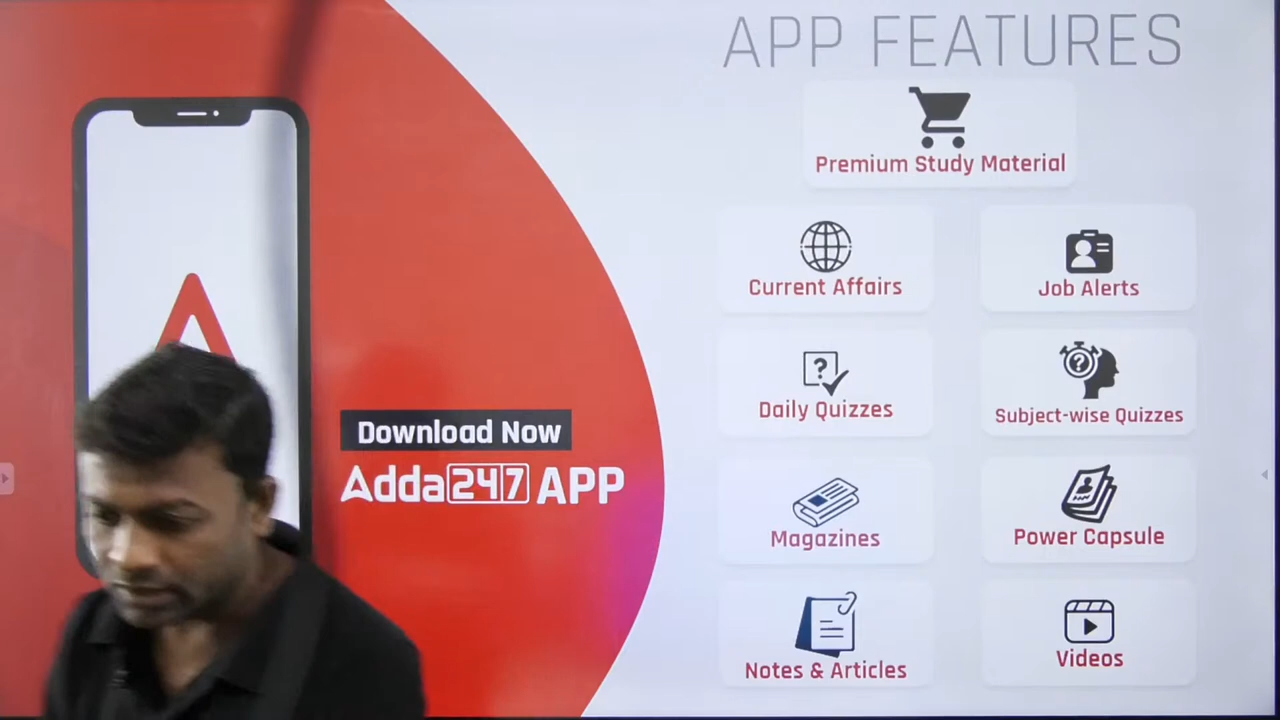 APP FEATURES
Premium Study Material
Current Affairs
Job Alerts
Daily Quizzes
Subject-wise Quizzes
Magazines
Power Capsule
Notes & Articles
Videos
Download Now
Adda247 APP